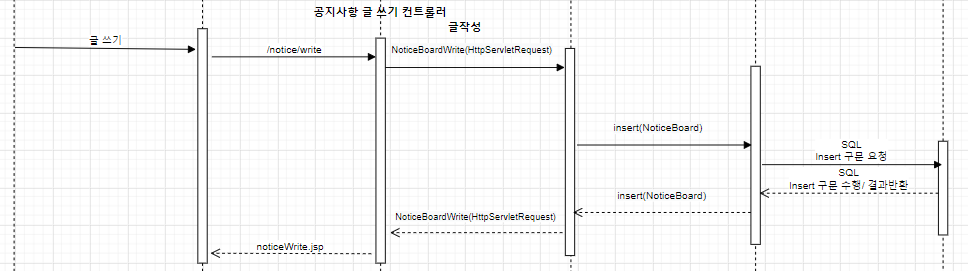 공지사항 글 쓰기 컨트롤러
글작성
글 쓰기
/notice/write
NoticeBoardWrite(HttpServletRequest)
insert(NoticeBoard)
SQL
Insert 구문 요청
SQL
Insert 구문 수행/ 결과반환
insert(NoticeBoard)
NoticeBoardWrite(HttpServletRequest)
noticeWrite.jsp